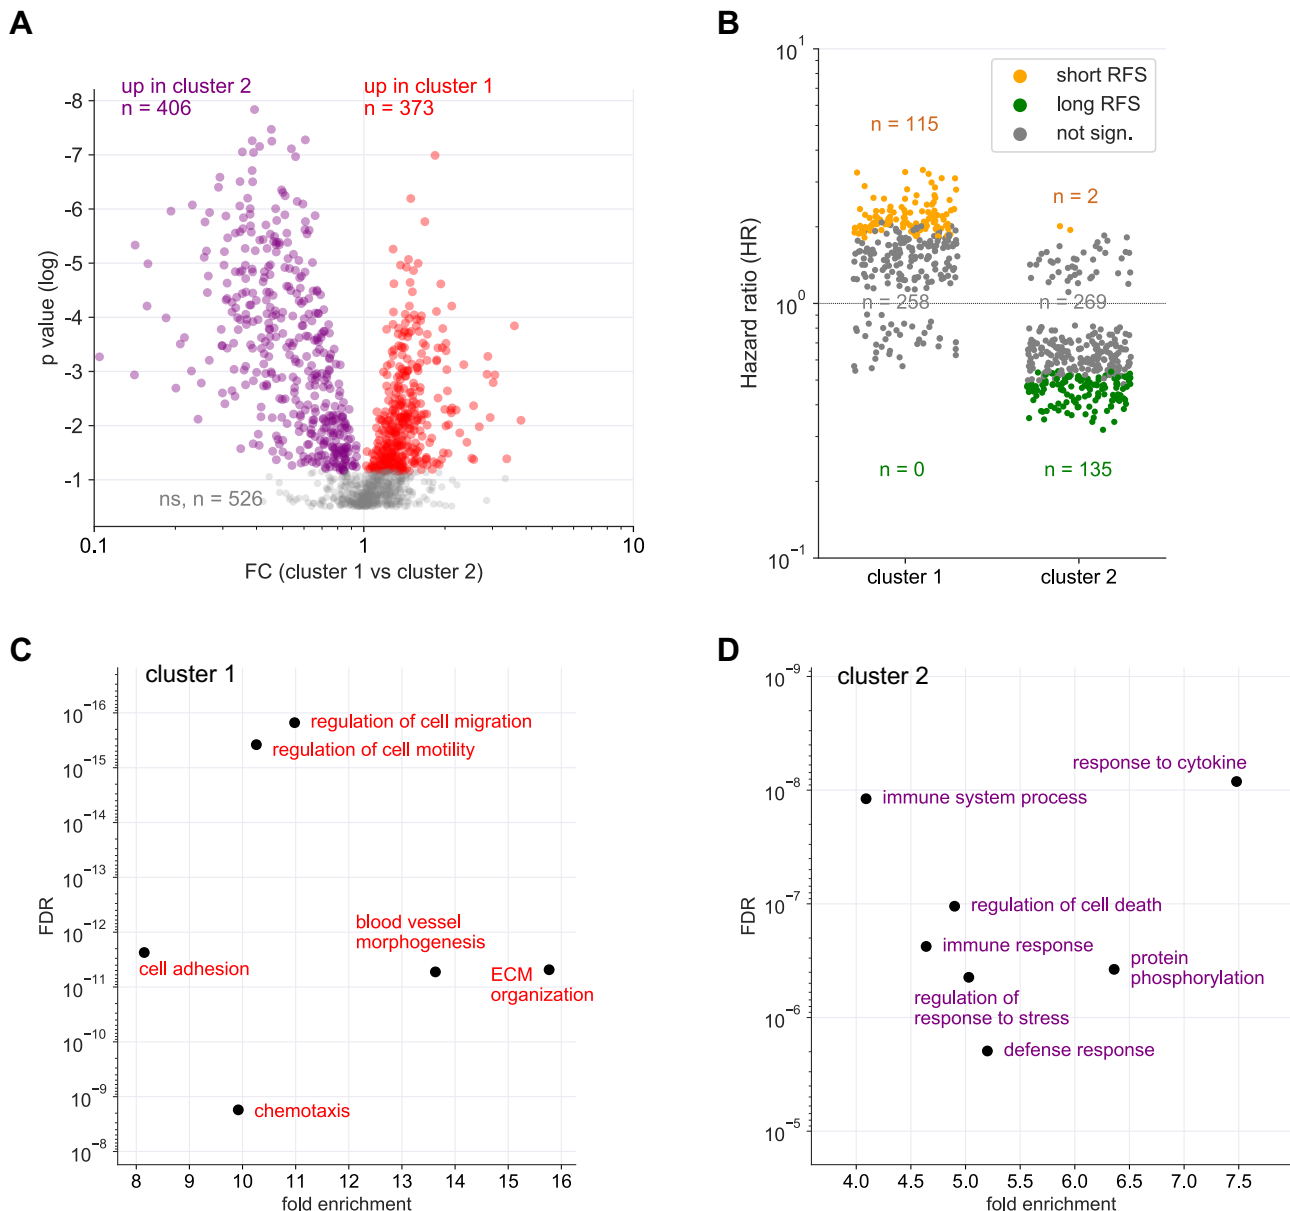 A
up in cluster 2
n = 406
up in cluster 1
n = 373
-8
-7
-6
-5
-4
-3
-2
-1
p value (log)
ns, n = 526
0.1
1
10
FC (cluster 1 vs cluster 2)
B
10^1
10^0
10^−1
Hazard ratio (HR)
short RFS
long RFS
not sign.
n = 115
n = 2
n = 258
n = 269
n = 0
n = 135
cluster 1
cluster 2
C
cluster 1
10^−16
10^−15
10^−14
10^−13
10^−12
10^−11
10^−10
10^−9
10^−8
FDR
regulation of cell migration
regulation of cell motility
blood vessel
morphogenesis
cell adhesion
ECM
organization
chemotaxis
8
9
10
11
12
13
14
15
16
fold enrichment
D
cluster 2
10^−9
10^−8
10^−7
10^−6
10^−5
FDR
response to cytokine
immune system process
regulation of cell death
immune response
protein
phosphorylation
regulation of
response to stress
defense response
4.0
4.5
5.0
5.5
6.0
6.5
7.0
7.5
fold enrichment